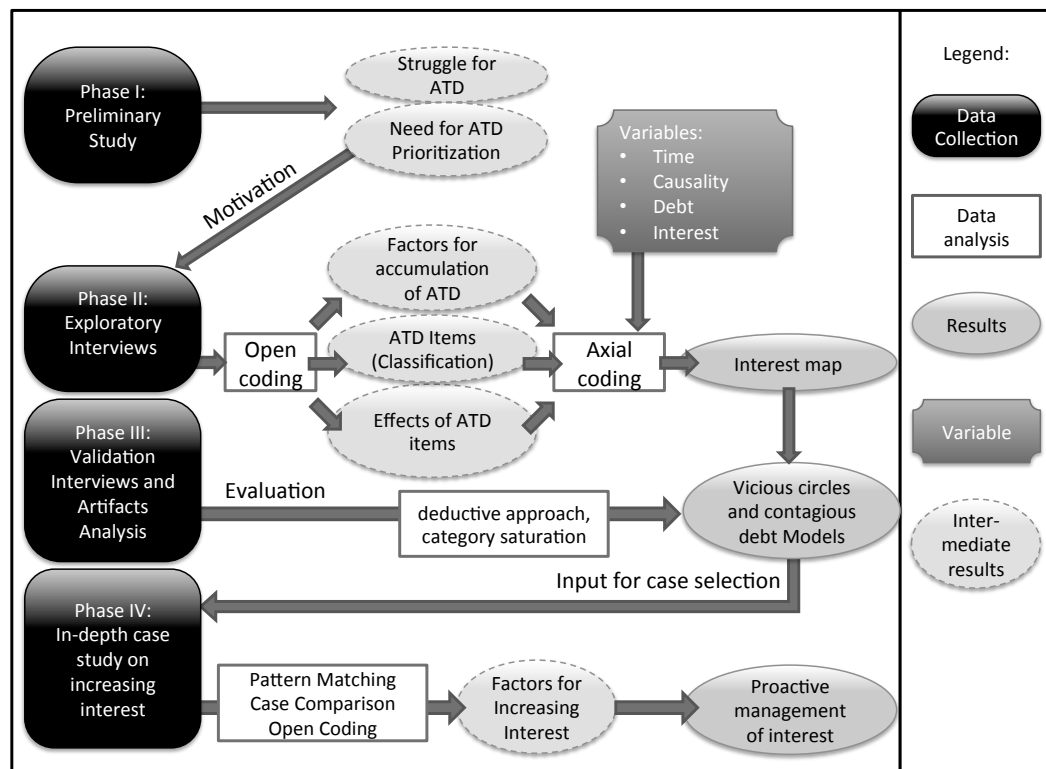 Phase I:
Preliminary
Study
Struggle for
ATD
Need for ATD
Prioritization
Motivation
Variables:
• Time
• Causality
• Debt
• Interest
Phase II:
Exploratory
Interviews
Open
coding
Factors for
accumulation
of ATD
ATD Items
(Classification)
Effects of ATD
items
Axial
coding
Interest map
Phase III:
Validation
Interviews and
Artifacts
Analysis
Evaluation
deductive approach,
category saturation
Vicious circles
and contagious
debt Models
Input for case selection
Phase IV:
In-depth case
study on
increasing
interest
Pattern Matching
Case Comparison
Open Coding
Factors for
Increasing
Interest
Proactive
management
of interest
Legend:
Data
Collection
Data
analysis
Results
Variable
Inter-
mediate
results